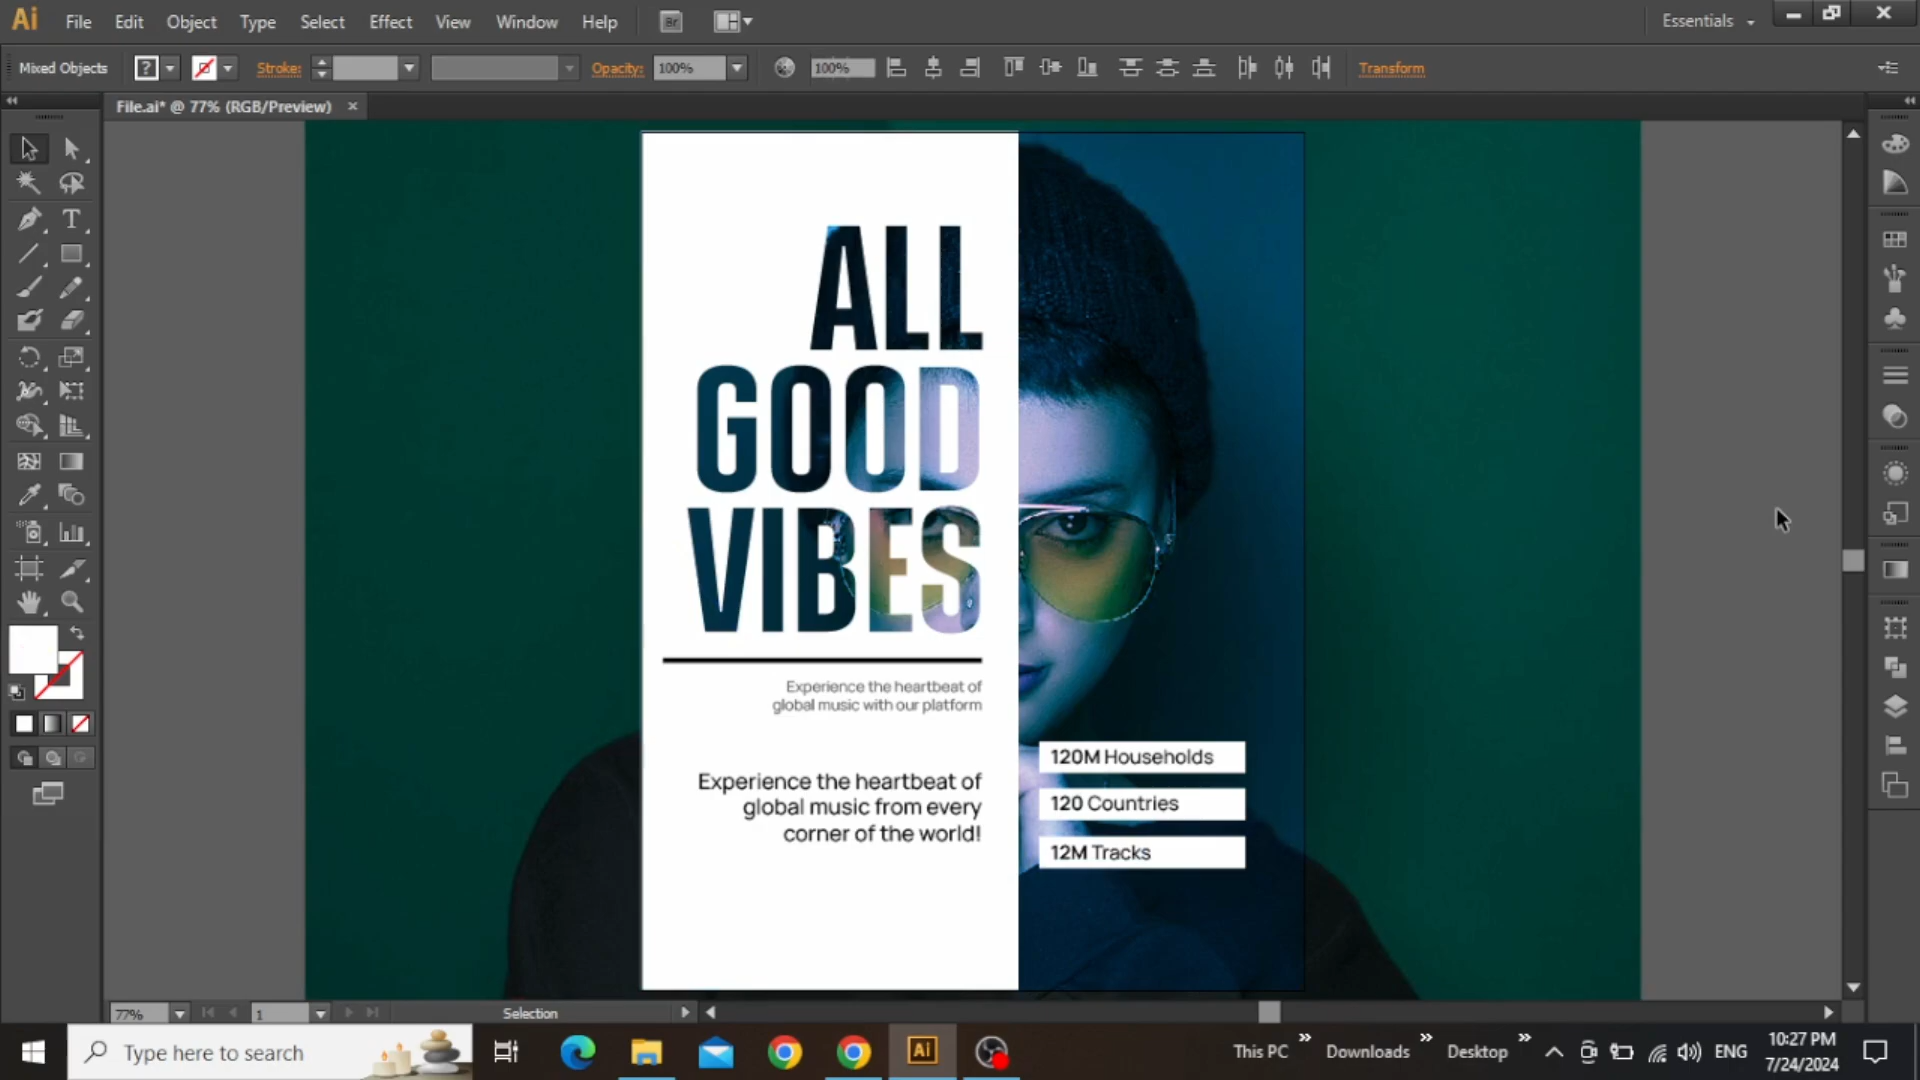 Ai File Edit Object Type Select Effect View Window Help Br Essentials
Mixed Objects ? Stroke: Opacity: 100% 100% Transform
File.ai* @ 77% (RGB/Preview)
T
ALL
GOOD
VIBES
Experience the heartbeat of
global music with our platform
Experience the heartbeat of
global music from every
corner of the world!
120M Households
120 Countries
12M Tracks
77% 1 Selection
Type here to search Ai This PC Downloads Desktop ENG 10:27 PM
7/24/2024